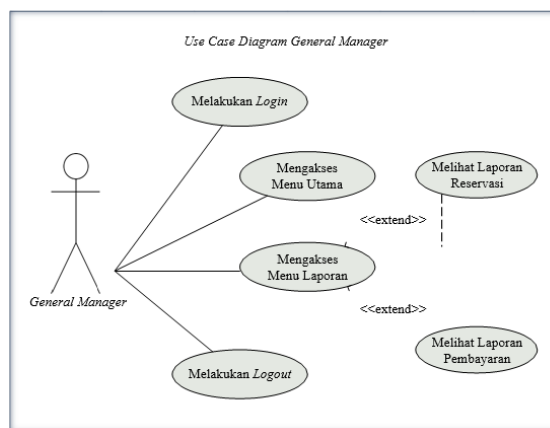 Use Case Diagram General Manager
Melakukan Login
Mengakses
Menu Utama
Melihat Laporan
Reservasi
<<extend>>
Mengakses
Menu Laporan
General Manager
<<extend>>
Melihat Laporan
Pembayaran
Melakukan Logout